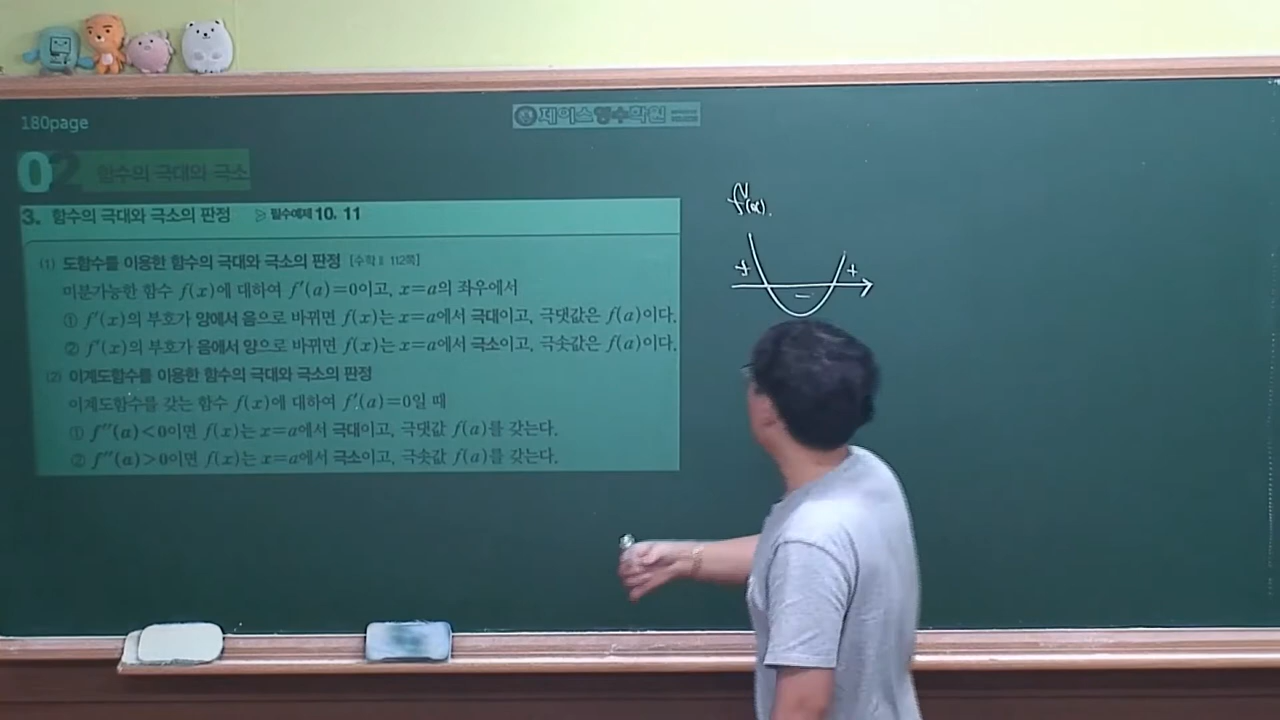 180page
제이스영수학원
02 함수의 극대와 극소
3. 함수의 극대와 극소의 판정 ▷ 필수예제 10, 11
(1) 도함수를 이용한 함수의 극대와 극소의 판정 [수학Ⅱ 112쪽]
미분가능한 함수 f(x)에 대하여 f′(a)=0이고, x=a의 좌우에서
① f′(x)의 부호가 양에서 음으로 바뀌면 f(x)는 x=a에서 극대이고, 극댓값은 f(a)이다.
② f′(x)의 부호가 음에서 양으로 바뀌면 f(x)는 x=a에서 극소이고, 극솟값은 f(a)이다.
(2) 이계도함수를 이용한 함수의 극대와 극소의 판정
이계도함수를 갖는 함수 f(x)에 대하여 f′(a)=0일 때
① f″(a)<0이면 f(x)는 x=a에서 극대이고, 극댓값 f(a)를 갖는다.
② f″(a)>0이면 f(x)는 x=a에서 극소이고, 극솟값 f(a)를 갖는다.
+ − +